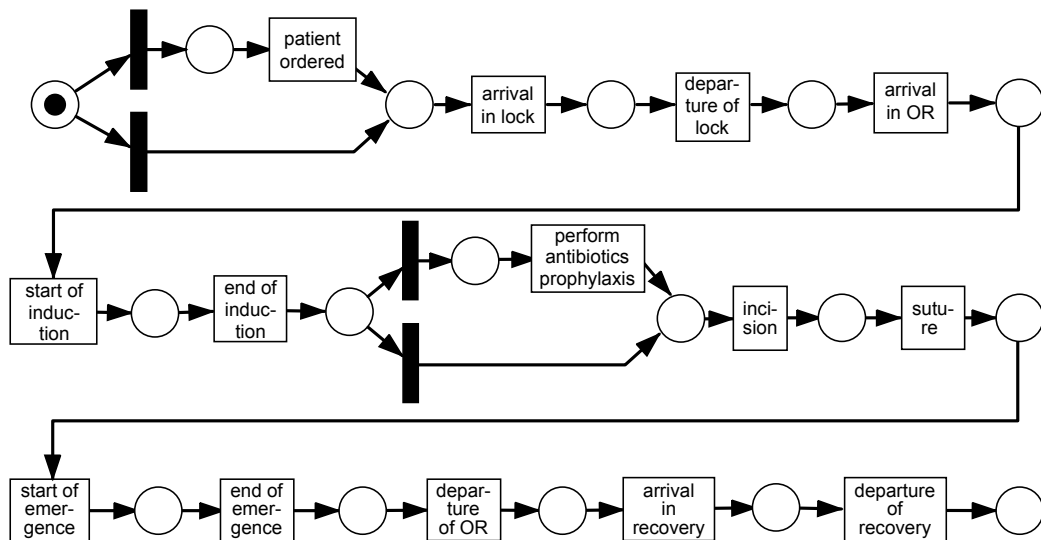 patient
ordered
arrival
in lock
depar-
ture of
lock
arrival
in OR
start of
induc-
tion
end of
induc-
tion
perform
antibiotics
prophylaxis
inci-
sion
sutu-
re
start of
emer-
gence
end of
emer-
gence
depar-
ture
of OR
arrival
in
recovery
departure
of
recovery